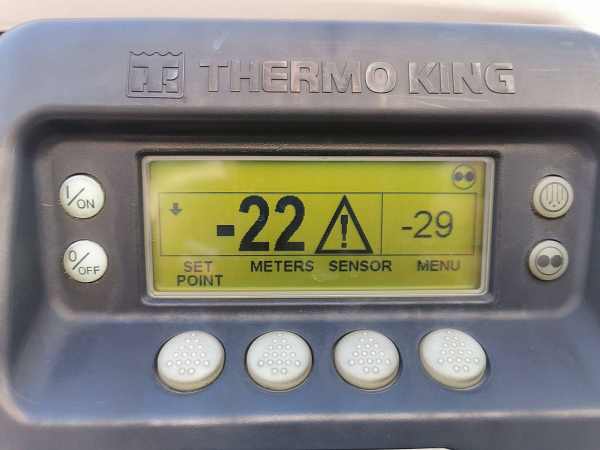 THERMO KING
I/ON
O/OFF
-22
-29
SET POINT
METERS
SENSOR
MENU